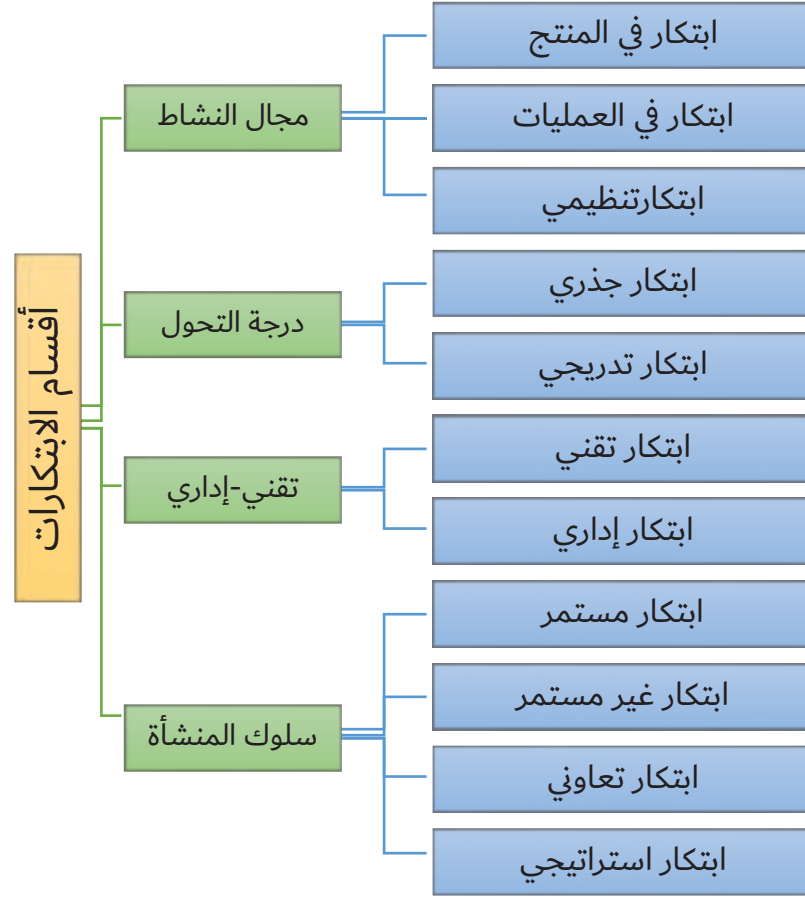 أقسام الابتكارات
مجال النشاط
ابتكار في المنتج
ابتكار في العمليات
ابتكارتنظيمي
درجة التحول
ابتكار جذري
ابتكار تدريجي
تقني-إداري
ابتكار تقني
ابتكار إداري
سلوك المنشأة
ابتكار مستمر
ابتكار غير مستمر
ابتكار تعاوني
ابتكار استراتيجي